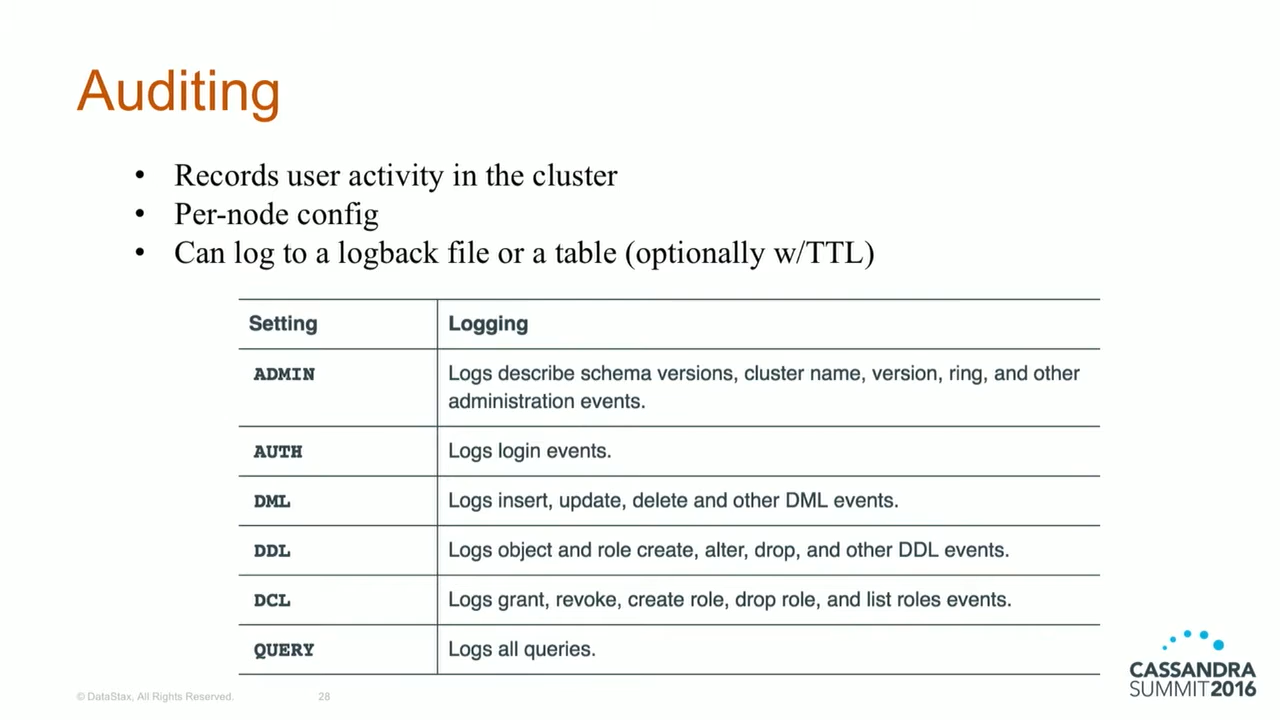 Auditing
• Records user activity in the cluster
• Per-node config
• Can log to a logback file or a table (optionally w/TTL)
Setting Logging
ADMIN Logs describe schema versions, cluster name, version, ring, and other
administration events.
AUTH Logs login events.
DML Logs insert, update, delete and other DML events.
DDL Logs object and role create, alter, drop, and other DDL events.
DCL Logs grant, revoke, create role, drop role, and list roles events.
QUERY Logs all queries.
© DataStax, All Rights Reserved. 28
CASSANDRA
SUMMIT2016